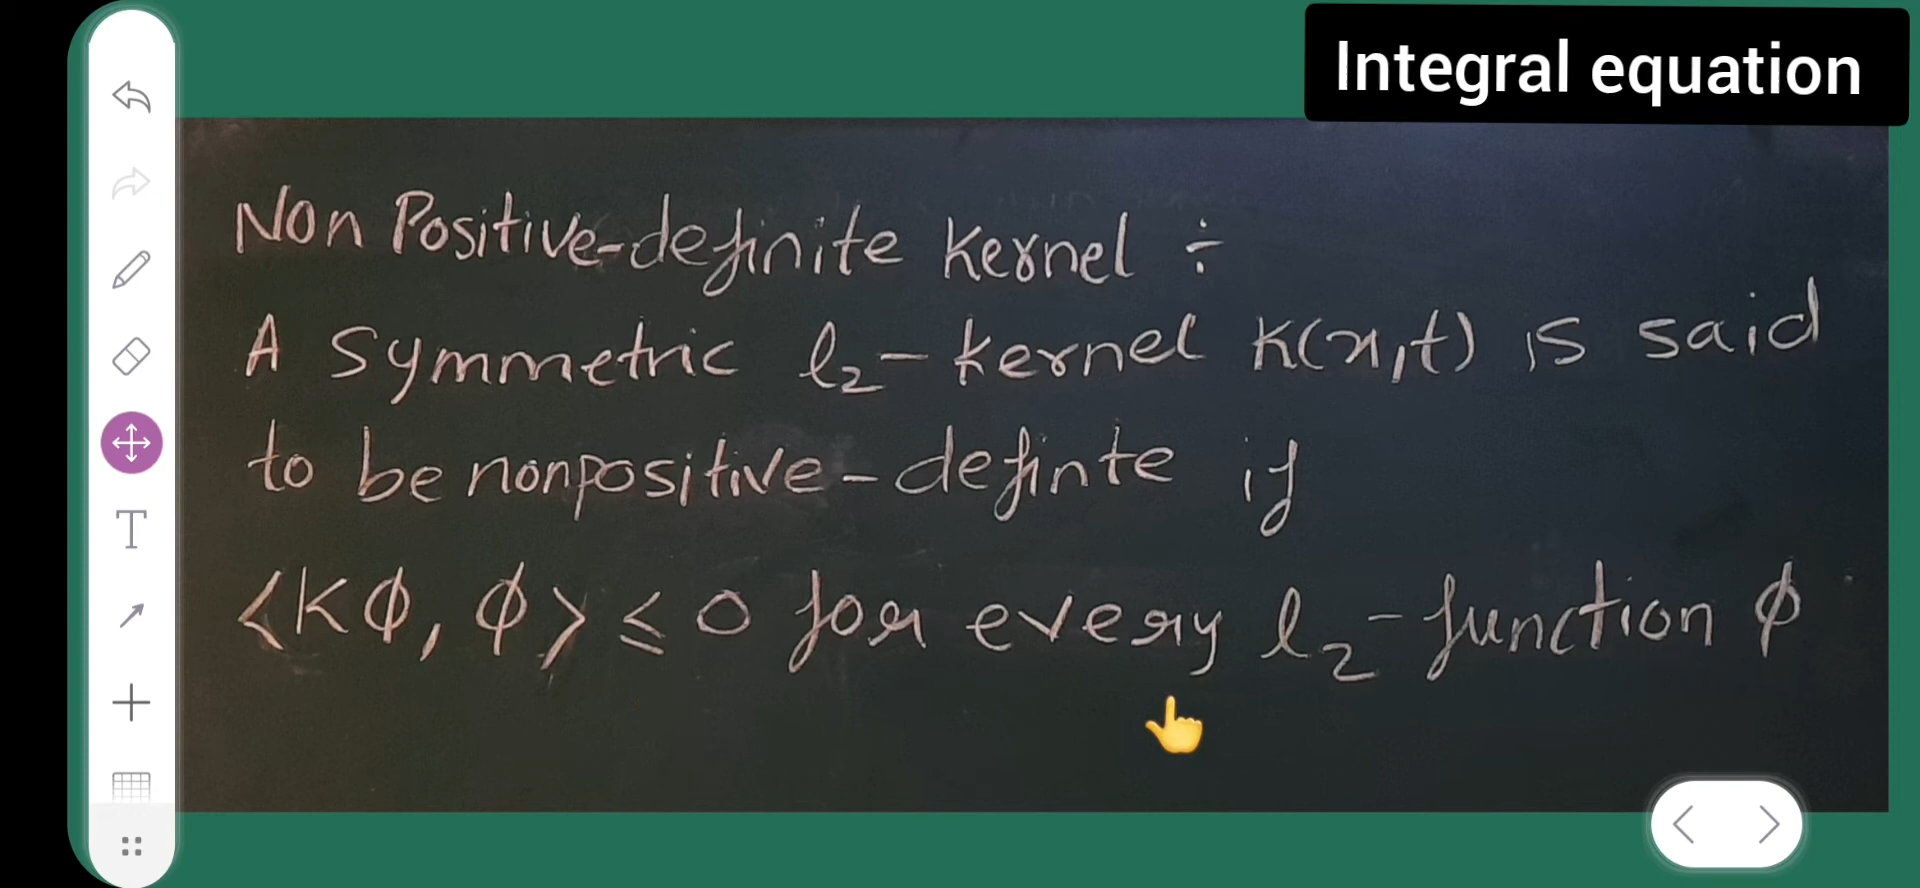 Integral equation
Non Positive-definite kernel ÷
A symmetric l₂-kernel K(x,t) is said
to be nonpositive-definte if
<Kϕ, ϕ> ≤ 0 for every l₂-function ϕ
T